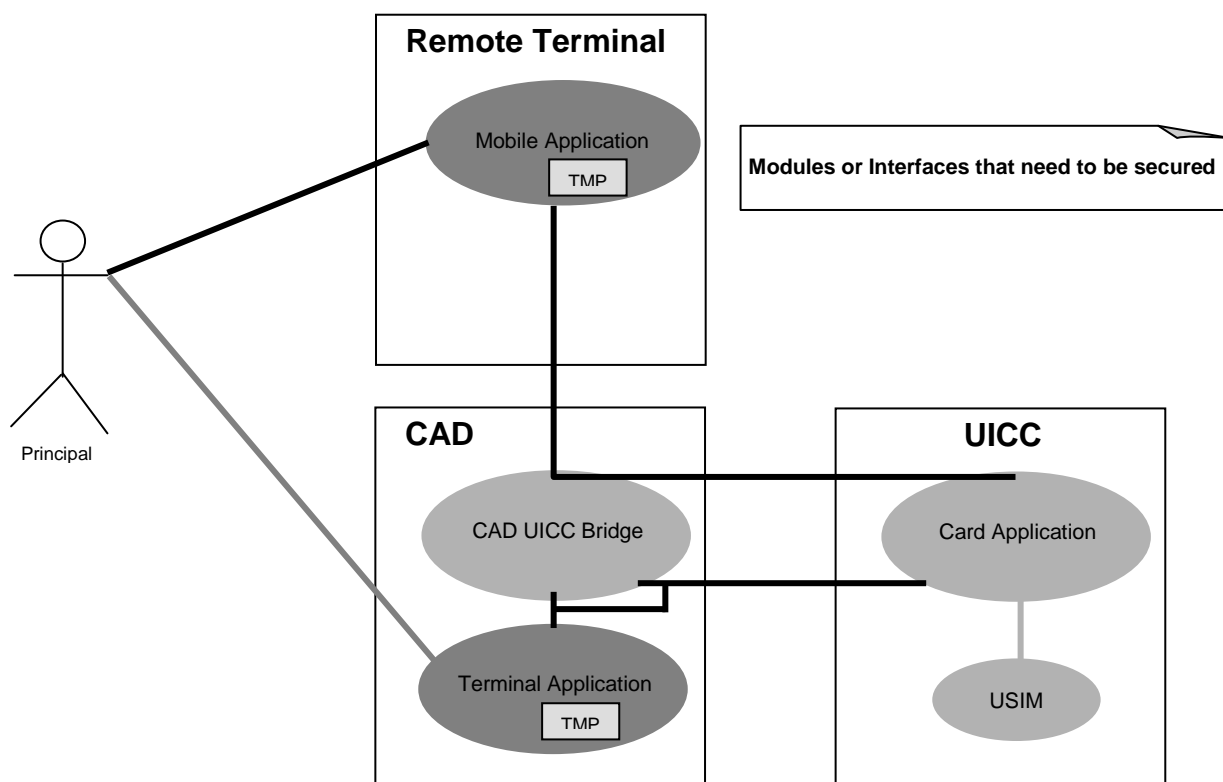 Remote Terminal
Mobile Application
TMP
Modules or Interfaces that need to be secured
Principal
CAD
UICC
CAD UICC Bridge
Card Application
Terminal Application
TMP
USIM